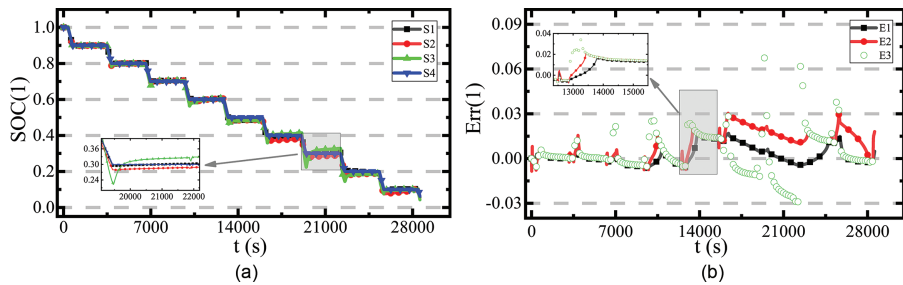 (a)
SOC(1)
1.0
0.8
0.6
0.4
0.2
0.0
S1
S2
S3
S4
0.36
0.30
0.24
20000
21000
22000
0
7000
14000
21000
28000
t (s)
(a)
(b)
Err(1)
0.09
0.06
0.03
0.00
-0.03
E1
E2
E3
0.04
0.02
0.00
13000
14000
15000
0
7000
14000
21000
28000
t (s)
(b)